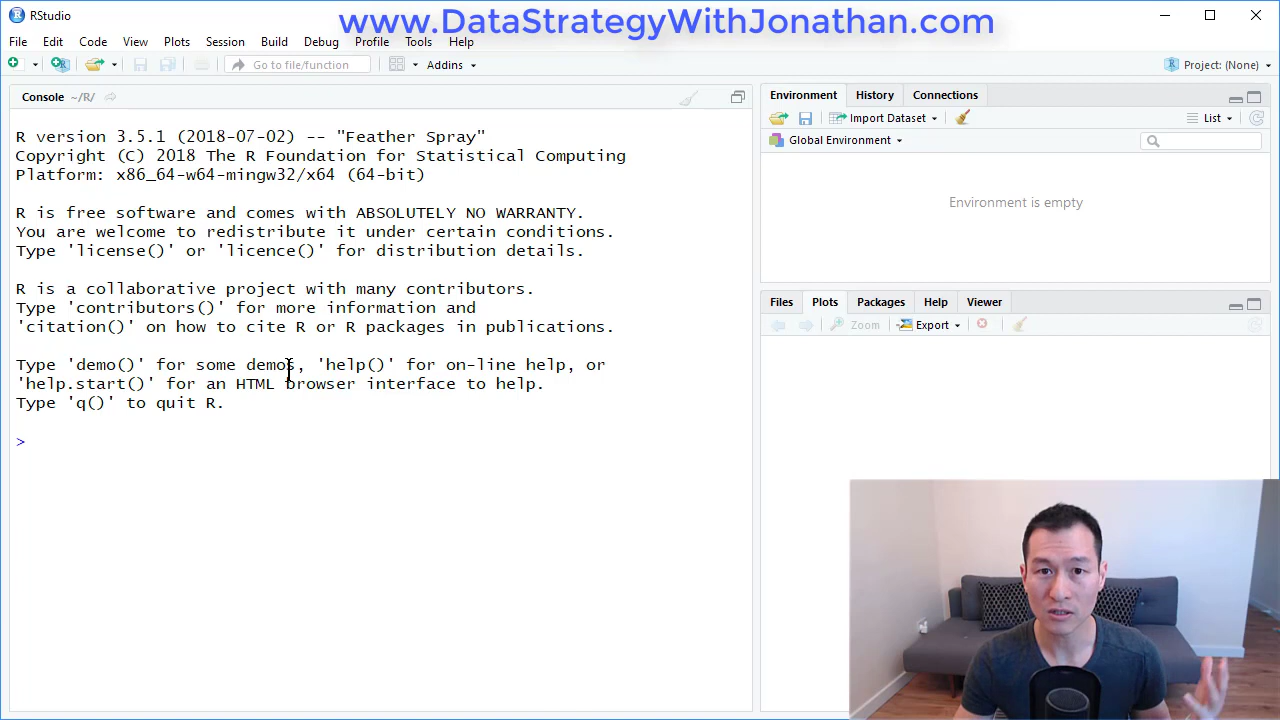 RStudio
www.DataStrategyWithJonathan.com
File Edit Code View Plots Session Build Debug Profile Tools Help
Go to file/function Addins Project: (None)
Console ~/R/
R version 3.5.1 (2018-07-02) -- "Feather Spray"
Copyright (C) 2018 The R Foundation for Statistical Computing
Platform: x86_64-w64-mingw32/x64 (64-bit)
R is free software and comes with ABSOLUTELY NO WARRANTY.
You are welcome to redistribute it under certain conditions.
Type 'license()' or 'licence()' for distribution details.
R is a collaborative project with many contributors.
Type 'contributors()' for more information and
'citation()' on how to cite R or R packages in publications.
Type 'demo()' for some demos, 'help()' for on-line help, or
'help.start()' for an HTML browser interface to help.
Type 'q()' to quit R.
>
Environment History Connections
Import Dataset List
Global Environment
Environment is empty
Files Plots Packages Help Viewer
Zoom Export